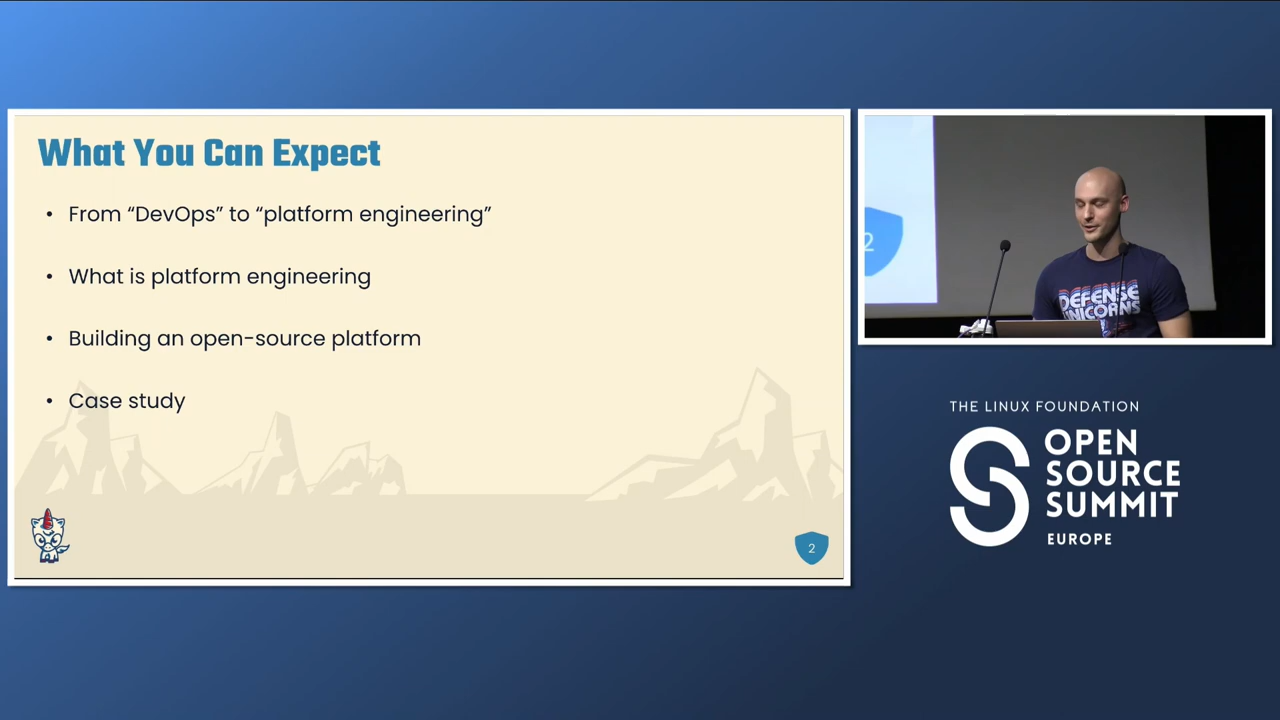 What You Can Expect
• From “DevOps” to “platform engineering”
• What is platform engineering
• Building an open-source platform
• Case study
2
2
DEFENSE
UNICORNS
THE LINUX FOUNDATION
OPEN
SOURCE
SUMMIT
EUROPE